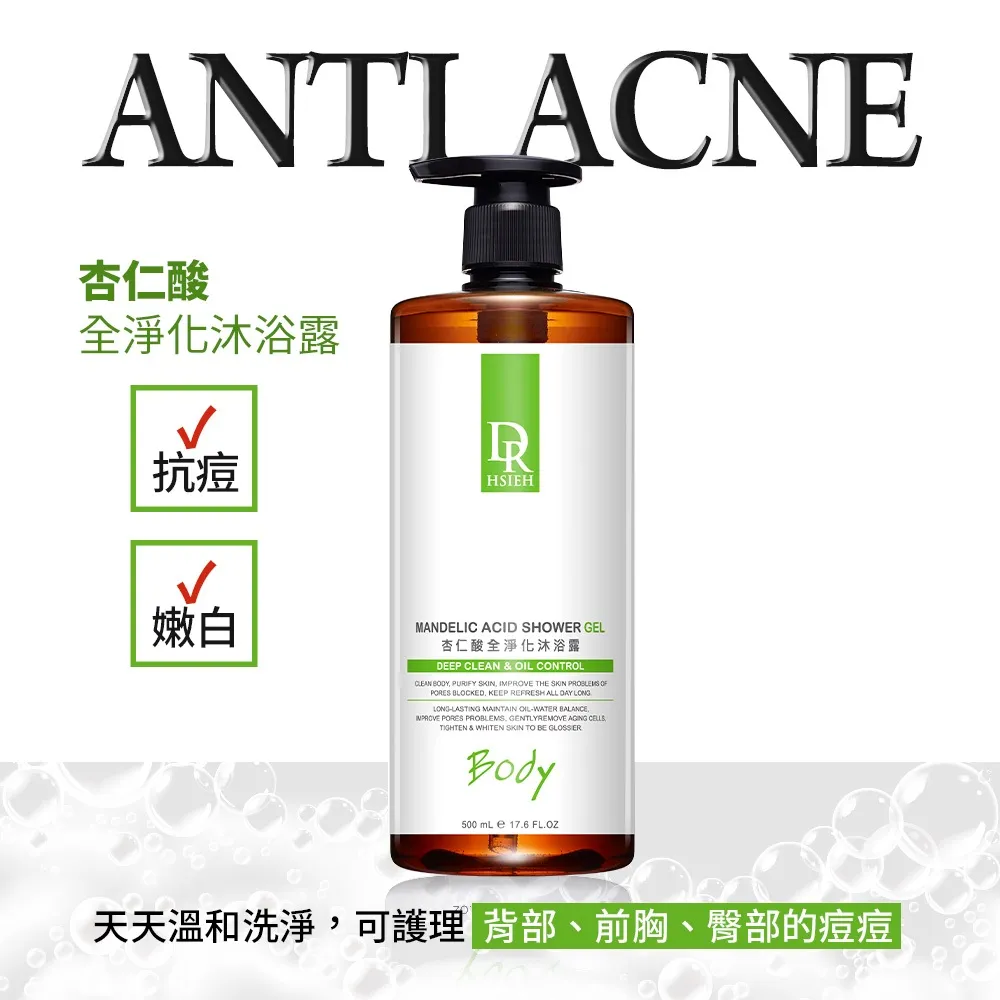 ANTI ACNE
杏仁酸
全淨化沐浴露
抗痘
嫩白
DR
HSIEH
MANDELIC ACID SHOWER GEL
杏仁酸全淨化沐浴露
DEEP CLEAN & OIL CONTROL
CLEAN BODY, PURIFY SKIN, IMPROVE THE SKIN PROBLEMS OF
PORES BLOCKED, KEEP REFRESH ALL DAY LONG.
LONG-LASTING MAINTAIN OIL-WATER BALANCE,
IMPROVE PORES PROBLEMS, GENTLYREMOVE AGING CELLS,
TIGHTEN & WHITEN SKIN TO BE GLOSSIER.
Body
500 mL ℮ 17.6 FL.OZ
天天溫和洗淨，可護理 背部、前胸、臀部的痘痘